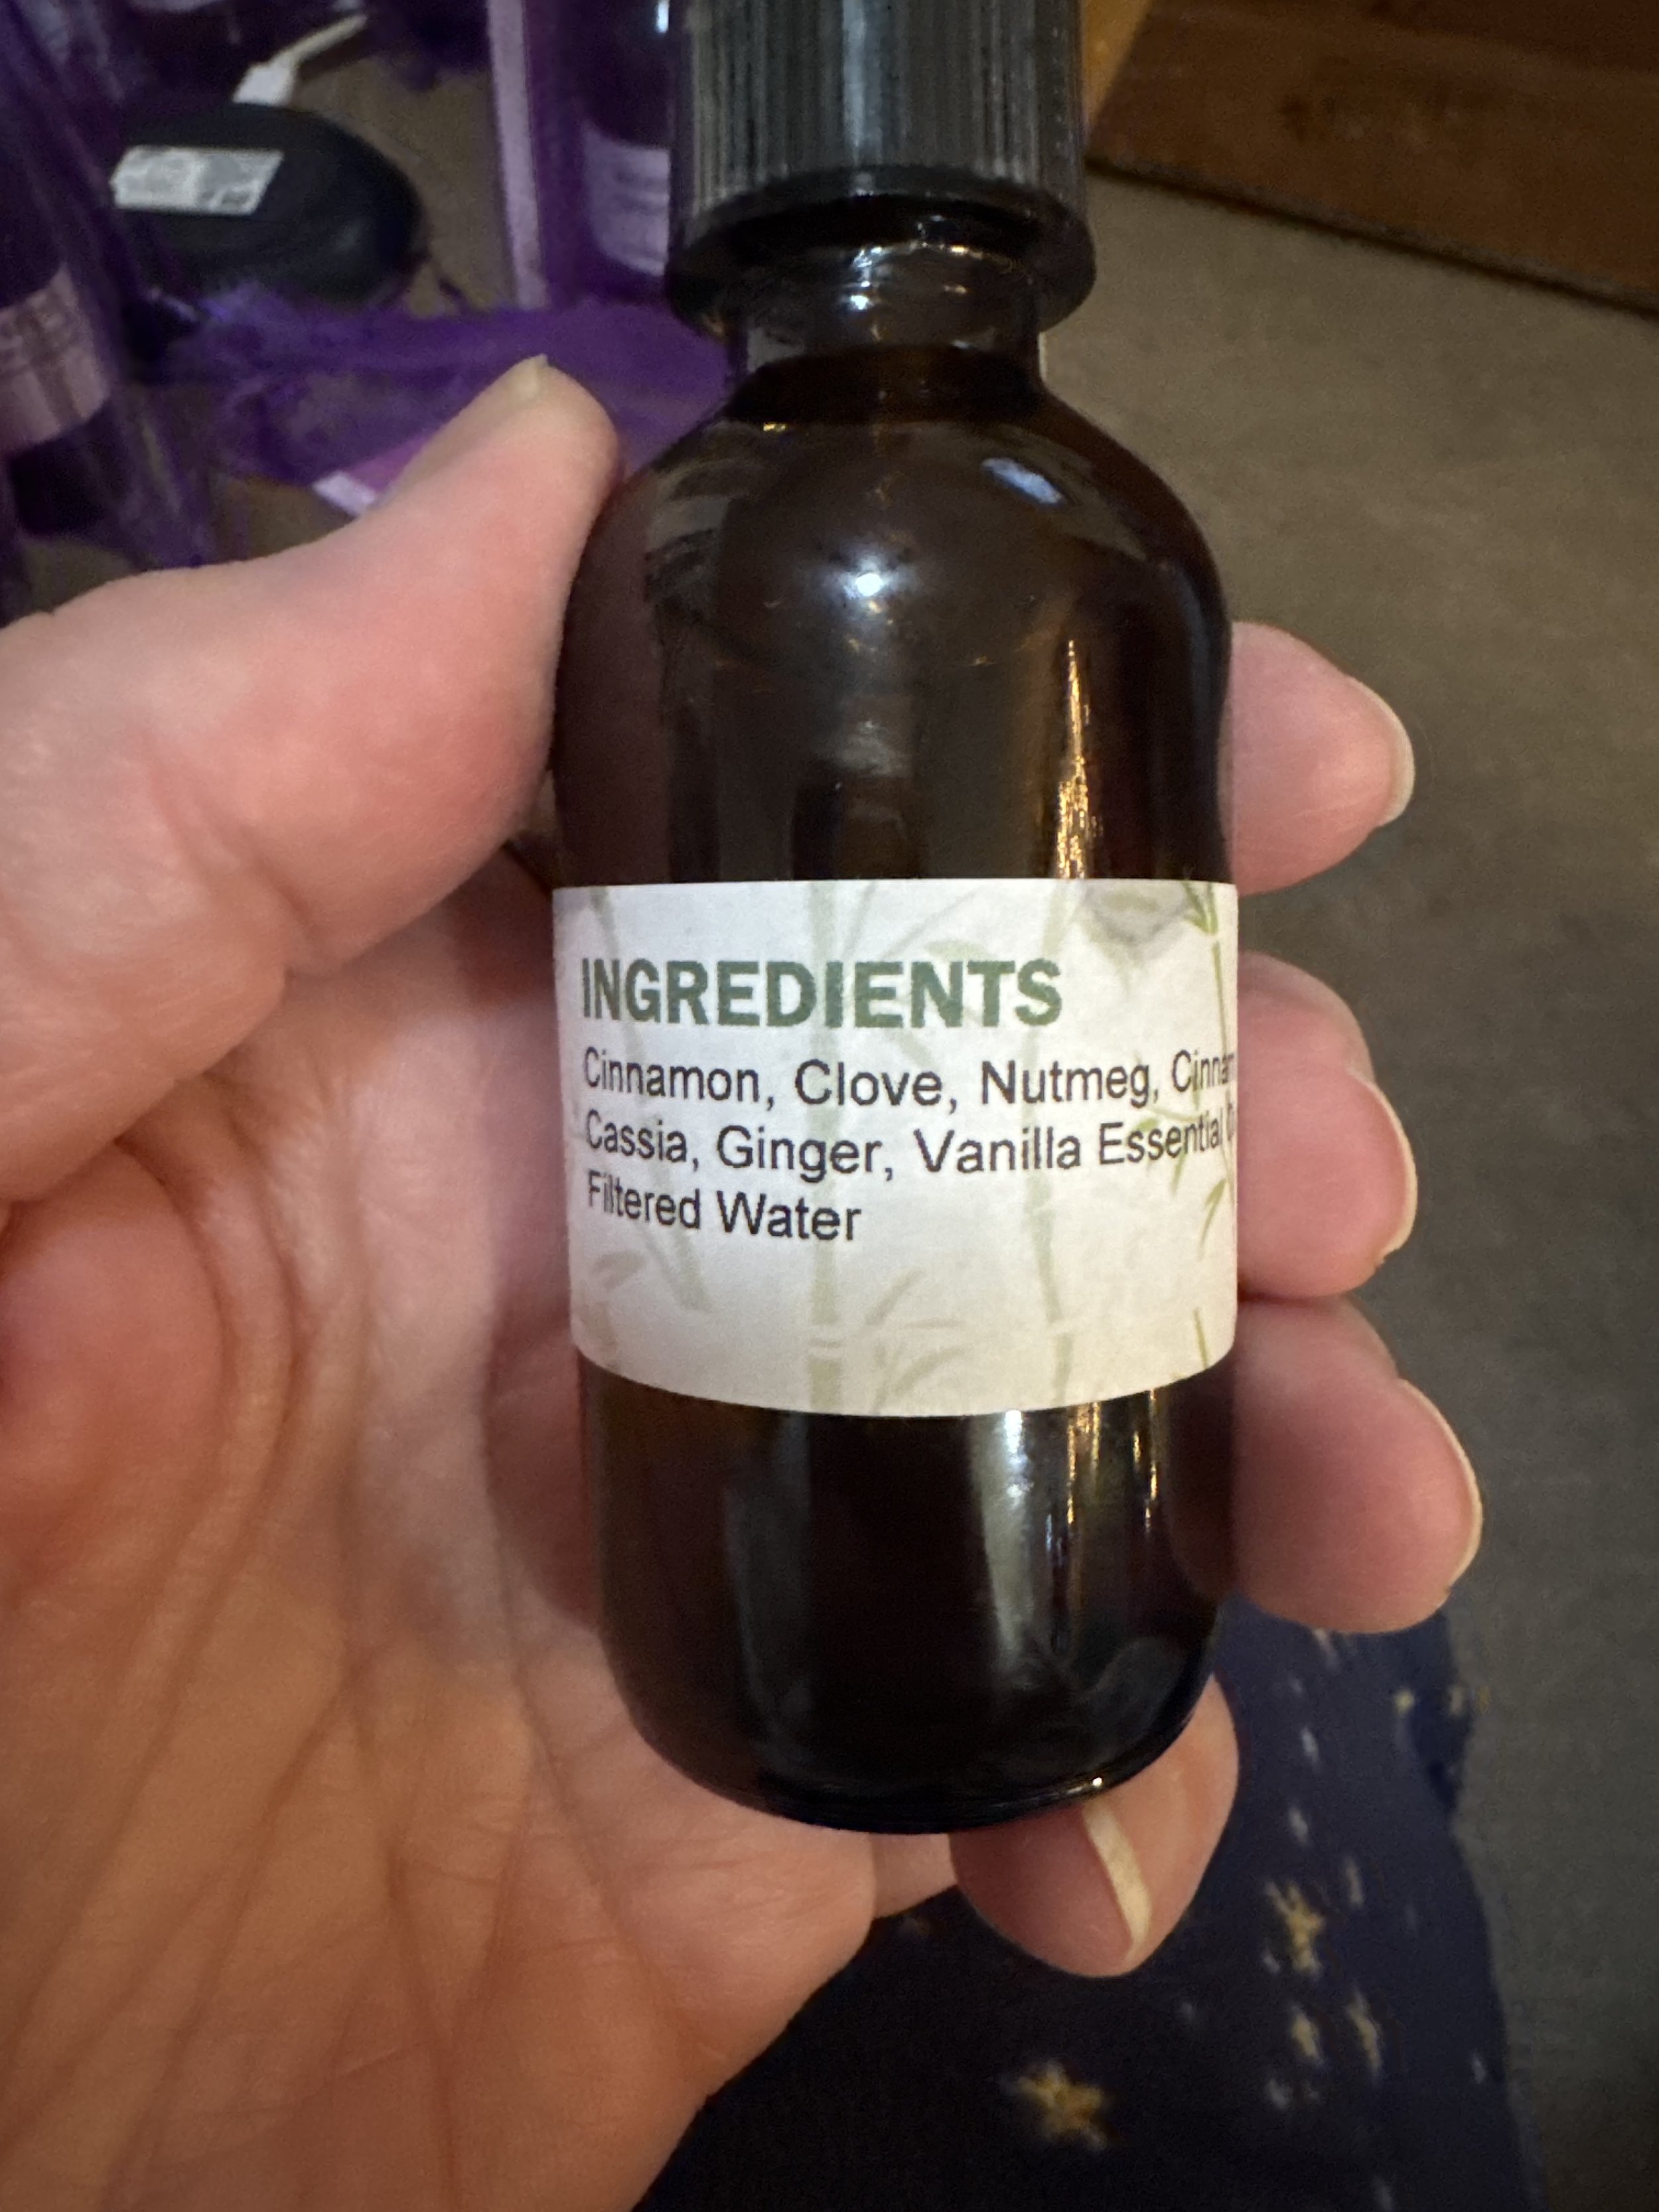 INGREDIENTS
Cinnamon, Clove, Nutmeg,
Cassia, Ginger, Vanilla Essential
Filtered Water